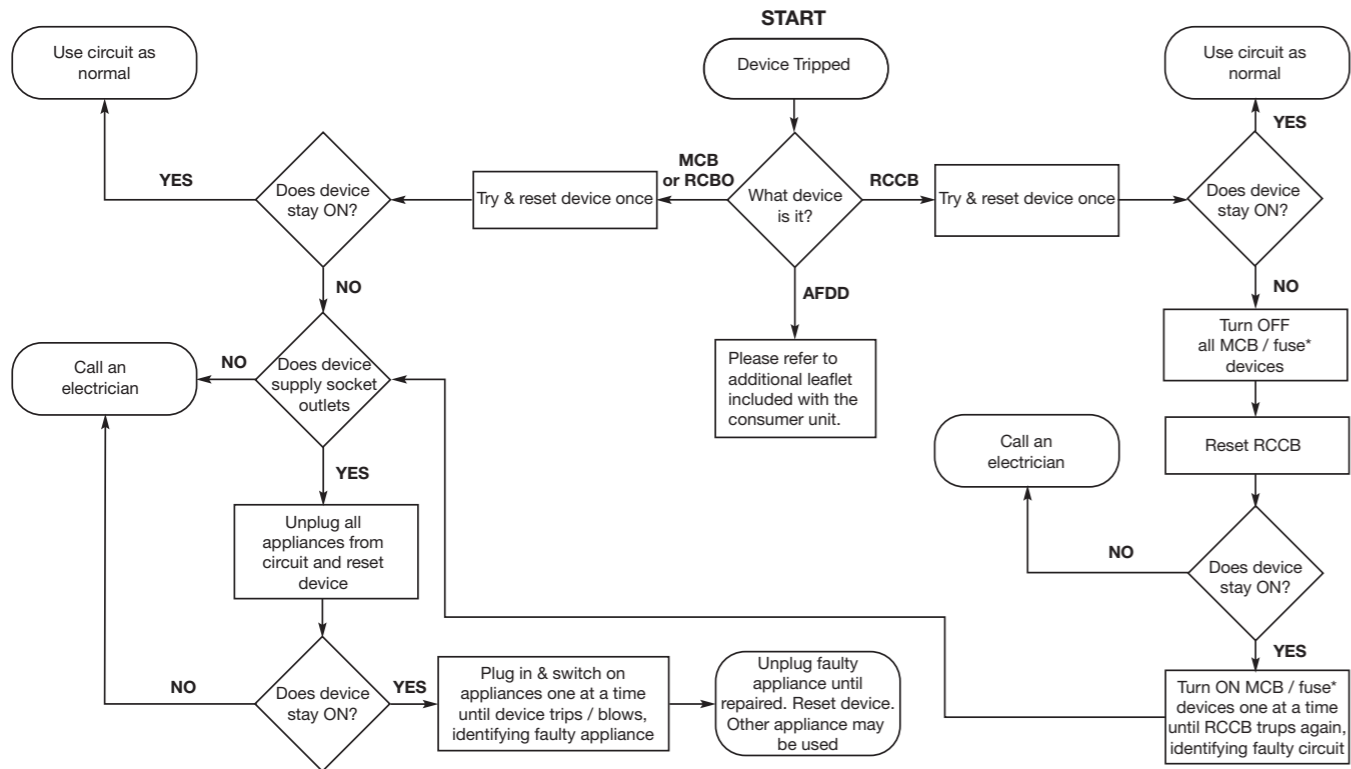 START
Device Tripped
What device
is it?
MCB
or RCBO
RCCB
AFDD
Please refer to
additional leaflet
included with the
consumer unit.
Try & reset device once
Does device
stay ON?
YES
Use circuit as
normal
NO
Does device
supply socket
outlets
NO
Call an
electrician
YES
Unplug all
appliances from
circuit and reset
device
Does device
stay ON?
NO
YES
Plug in & switch on
appliances one at a time
until device trips / blows,
identifying faulty appliance
Unplug faulty
appliance until
repaired. Reset device.
Other appliance may
be used
Try & reset device once
Does device
stay ON?
YES
Use circuit as
normal
NO
Turn OFF
all MCB / fuse*
devices
Reset RCCB
Does device
stay ON?
NO
Call an
electrician
YES
Turn ON MCB / fuse*
devices one at a time
until RCCB trups again,
identifying faulty circuit